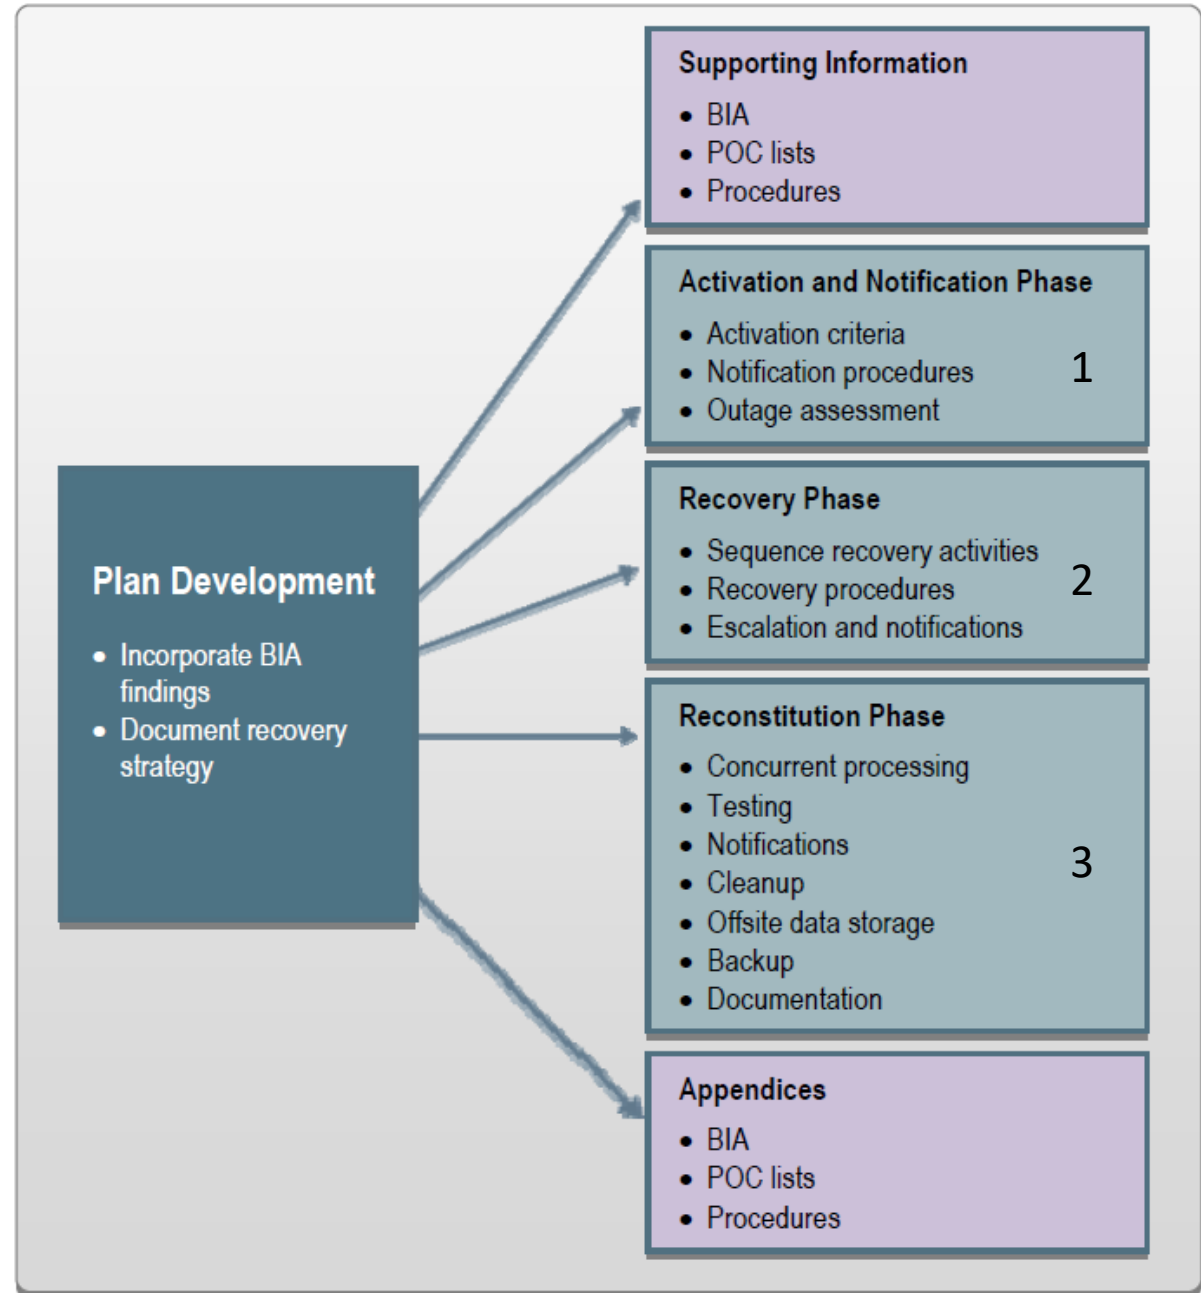 Plan Development
• Incorporate BIA
findings
• Document recovery
strategy
Supporting Information
• BIA
• POC lists
• Procedures
Activation and Notification Phase
• Activation criteria
• Notification procedures
• Outage assessment
1
Recovery Phase
• Sequence recovery activities
• Recovery procedures
• Escalation and notifications
2
Reconstitution Phase
• Concurrent processing
• Testing
• Notifications
• Cleanup
• Offsite data storage
• Backup
• Documentation
3
Appendices
• BIA
• POC lists
• Procedures